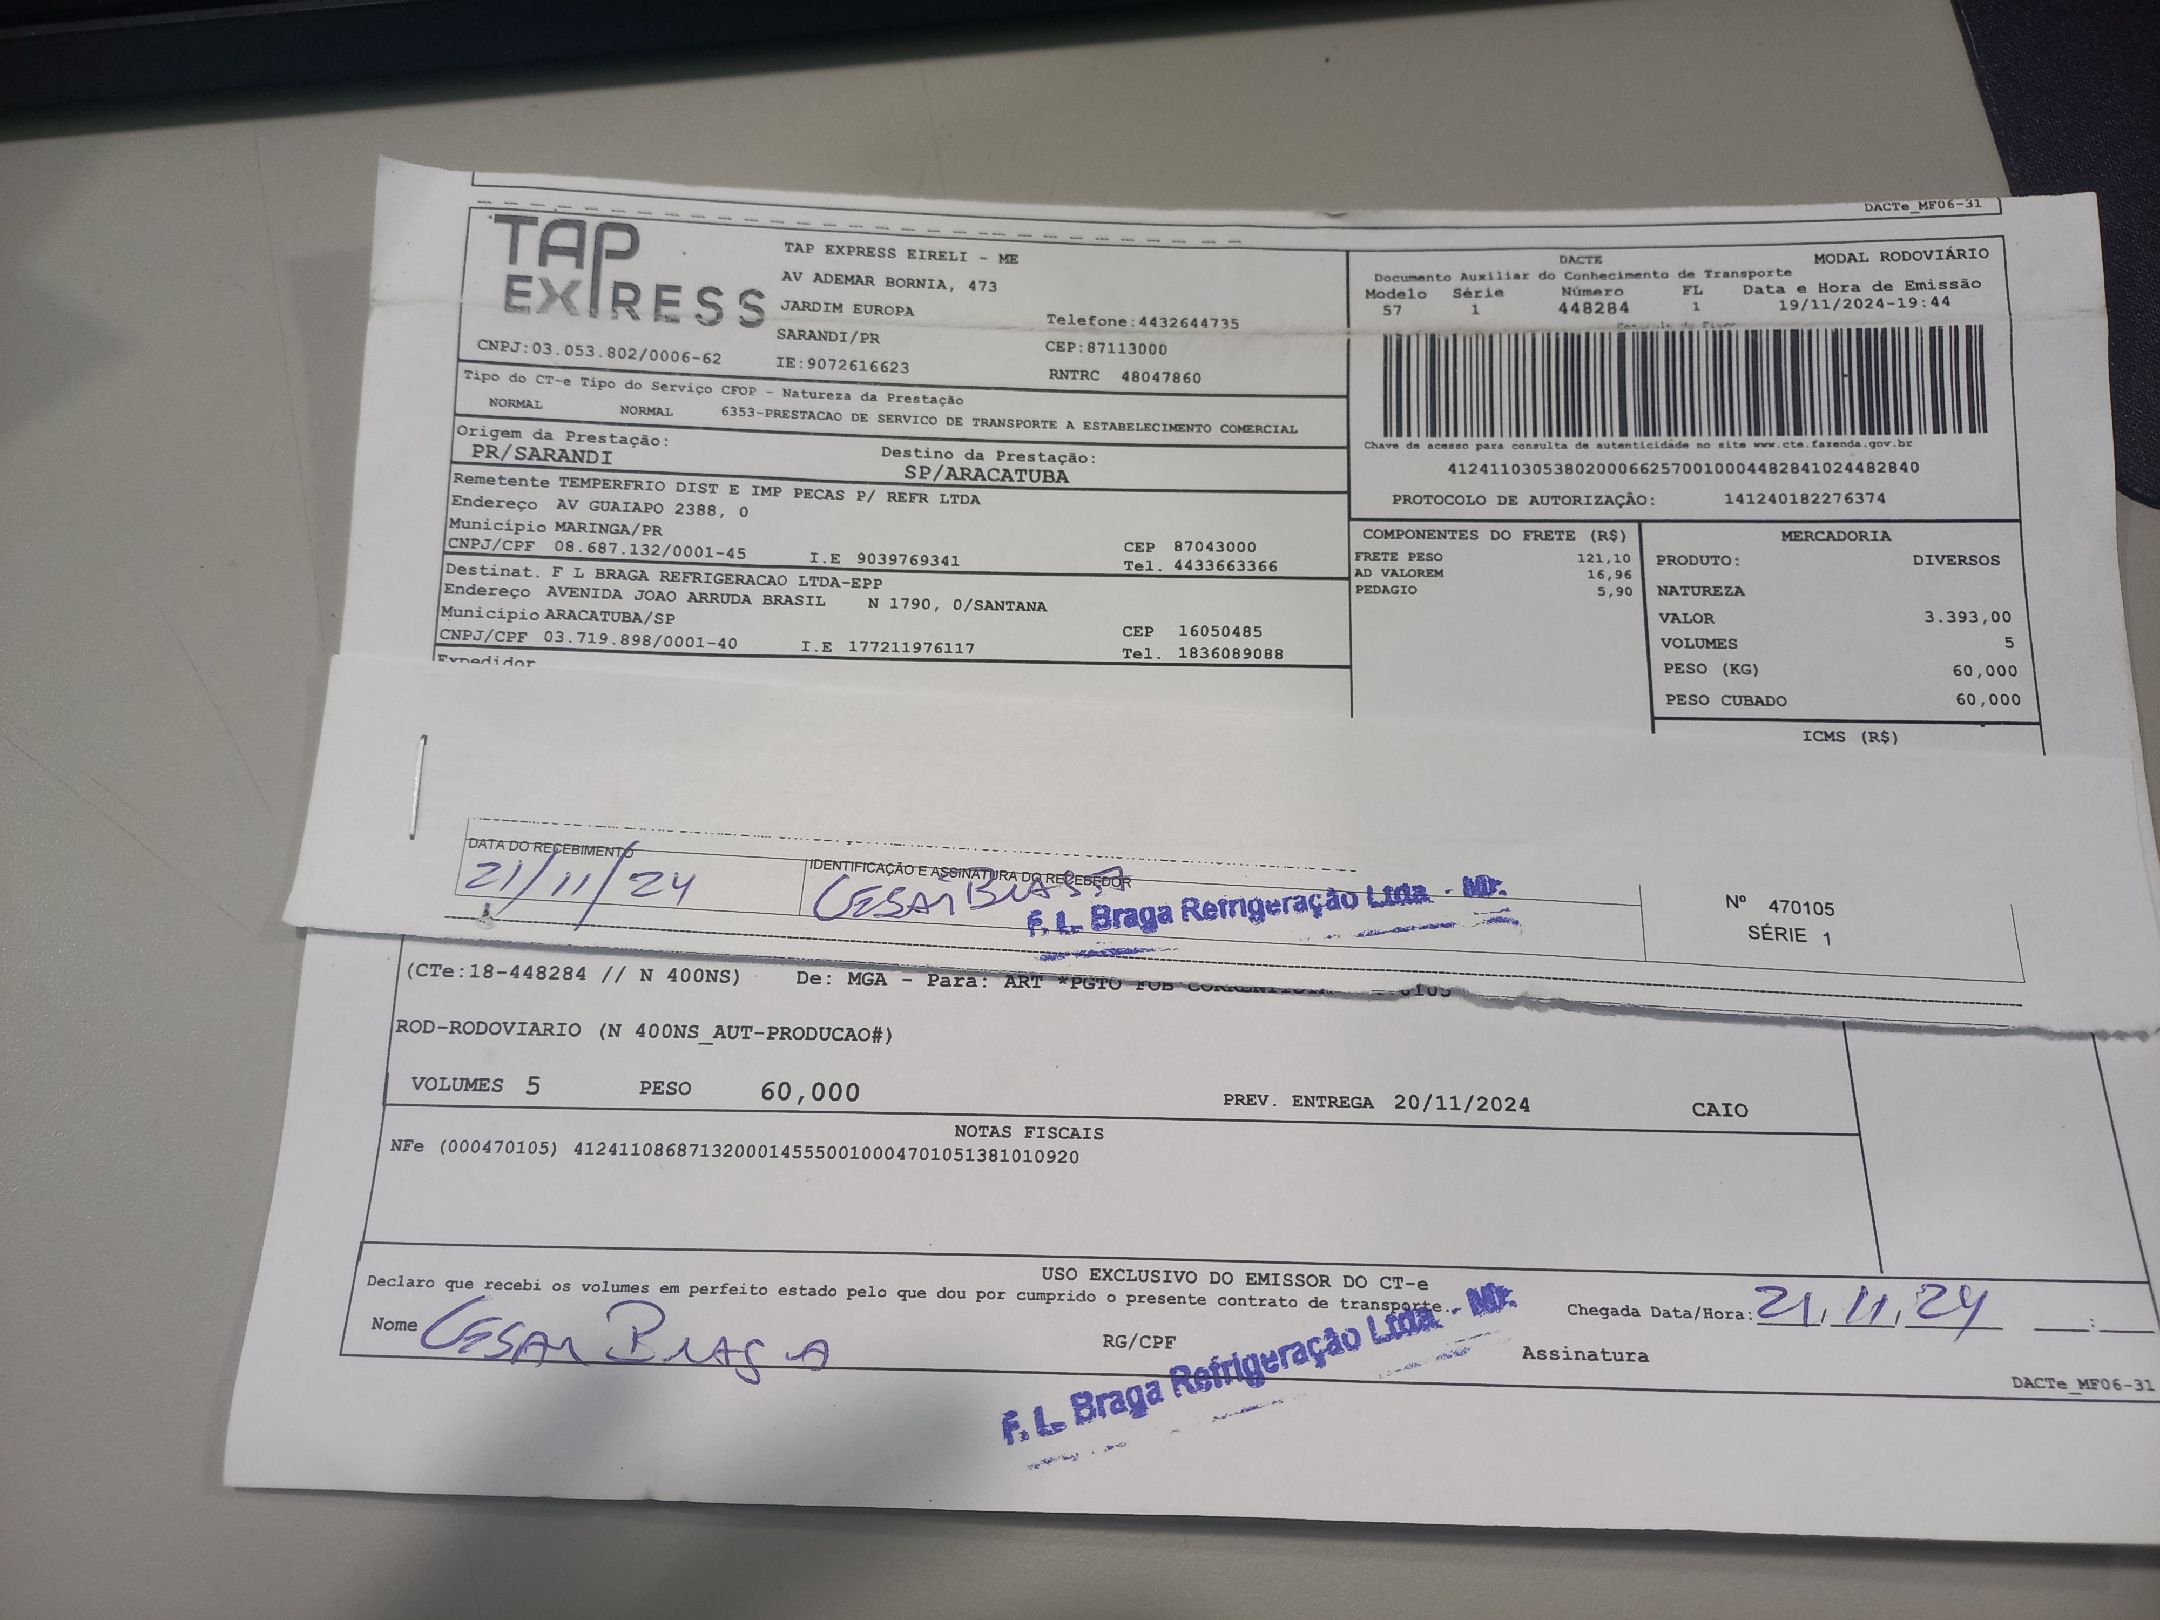 DACTe_MF06-31
TAP EXPRESS
TAP EXPRESS EIRELI - ME
AV ADEMAR BORNIA, 473
JARDIM EUROPA
SARANDI/PR
Telefone:4432644735
CEP:87113000
CNPJ:03.053.802/0006-62
IE:9072616623
RNTRC 48047860
DACTE
MODAL RODOVIÁRIO
Documento Auxiliar do Conhecimento de Transporte
Modelo Série Número FL Data e Hora de Emissão
57 1 448284 1 19/11/2024-19:44
Tipo do CT-e Tipo do Serviço CFOP - Natureza da Prestação
NORMAL NORMAL 6353-PRESTACAO DE SERVICO DE TRANSPORTE A ESTABELECIMENTO COMERCIAL
Chave de acesso para consulta de autenticidade no site www.cte.fazenda.gov.br
41241103053802000662570010004482841024482840
PROTOCOLO DE AUTORIZAÇÂO: 141240182276374
Origem da Prestação:
PR/SARANDI
Destino da Prestação:
SP/ARACATUBA
Remetente TEMPERFRIO DIST E IMP PECAS P/ REFR LTDA
Endereço AV GUAIAPO 2388, 0
Município MARINGA/PR
CEP 87043000
CNPJ/CPF 08.687.132/0001-45 I.E 9039769341 Tel. 4433663366
Destinat. F L BRAGA REFRIGERACAO LTDA-EPP
Endereço AVENIDA JOAO ARRUDA BRASIL N 1790, 0/SANTANA
Município ARACATUBA/SP
CEP 16050485
CNPJ/CPF 03.719.898/0001-40 I.E 177211976117 Tel. 1836089088
Expedidor
COMPONENTES DO FRETE (R$)
FRETE PESO 121,10
AD VALOREM 16,96
PEDAGIO 5,90
MERCADORIA
PRODUTO: DIVERSOS
NATUREZA
VALOR 3.393,00
VOLUMES 5
PESO (KG) 60,000
PESO CUBADO 60,000
ICMS (R$)
DATA DO RECEBIMENTO
21/11/24
IDENTIFICAÇÃO E ASSINATURA DO RECEBEDOR
CESAR BRAGA
F. L. Braga Refrigeração Ltda - ME.
Nº 470105
SÉRIE 1
(CTe:18-448284 // N 400NS) De: MGA - Para: ART *PGTO FOB
ROD-RODOVIARIO (N 400NS_AUT-PRODUCAO#)
VOLUMES 5 PESO 60,000 PREV. ENTREGA 20/11/2024 CAIO
NOTAS FISCAIS
NFe (000470105) 41241108687132000145550010004701051381010920
USO EXCLUSIVO DO EMISSOR DO CT-e
Declaro que recebi os volumes em perfeito estado pelo que dou por cumprido o presente contrato de transporte.
Chegada Data/Hora: 21,11,24 __:__
Nome CESAR BRAGA
RG/CPF
Assinatura
F. L. Braga Refrigeração Ltda - ME.
DACTe_MF06-31